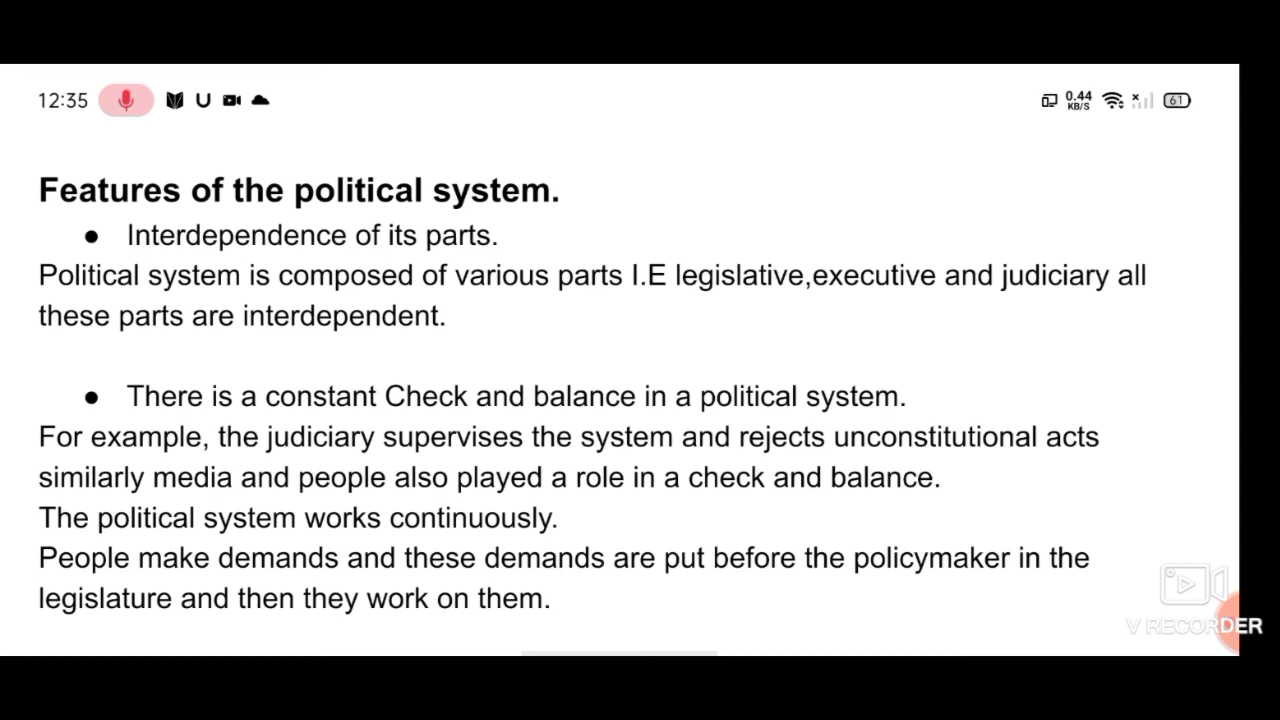 12:35 U 0.44 KB/S 61
Features of the political system.
● Interdependence of its parts.
Political system is composed of various parts I.E legislative,executive and judiciary all
these parts are interdependent.
● There is a constant Check and balance in a political system.
For example, the judiciary supervises the system and rejects unconstitutional acts
similarly media and people also played a role in a check and balance.
The political system works continuously.
People make demands and these demands are put before the policymaker in the
legislature and then they work on them.
V RECORDER